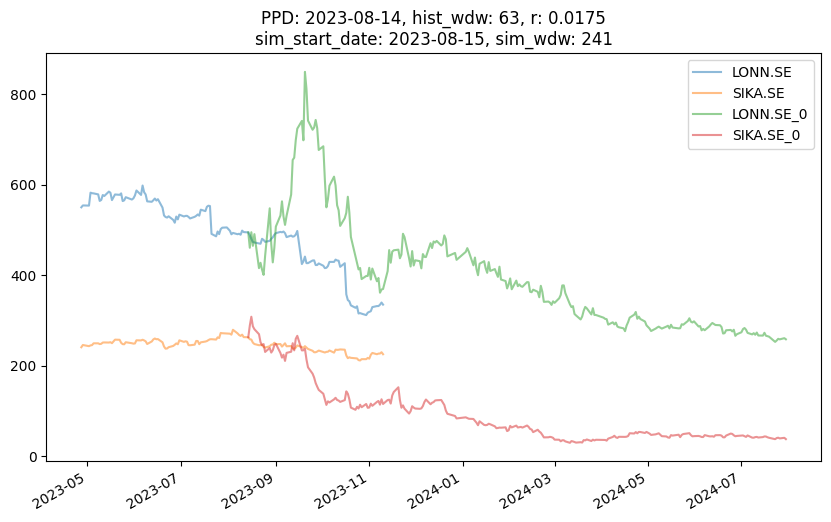 PPD: 2023-08-14, hist_wdw: 63, r: 0.0175
sim_start_date: 2023-08-15, sim_wdw: 241
LONN.SE
SIKA.SE
LONN.SE_0
SIKA.SE_0
800
600
400
200
0
2023-05
2023-07
2023-09
2023-11
2024-01
2024-03
2024-05
2024-07